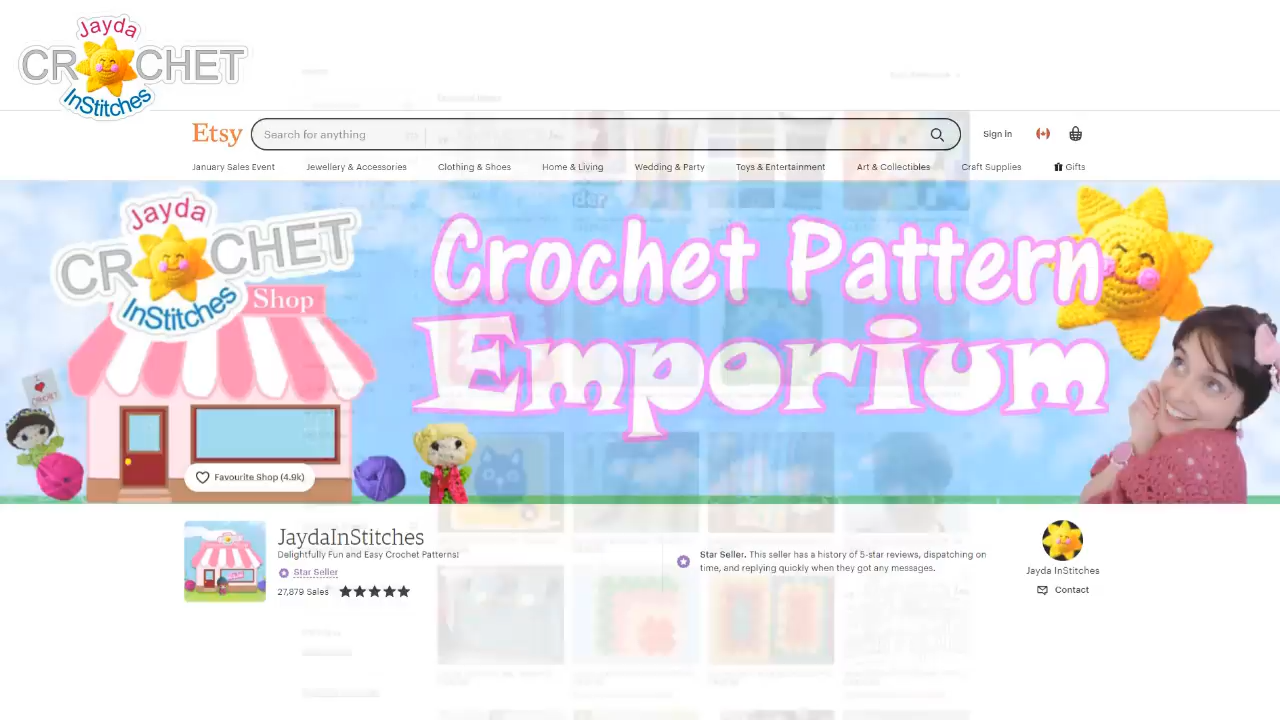 Jayda
CROCHET
InStitches
Etsy
Search for anything
Sign in
January Sales Event
Jewellery & Accessories
Clothing & Shoes
Home & Living
Wedding & Party
Toys & Entertainment
Art & Collectibles
Craft Supplies
Gifts
Jayda
CROCHET
InStitches
Shop
Crochet Pattern
Emporium
Favourite Shop (4.9k)
JaydaInStitches
Delightfully Fun and Easy Crochet Patterns!
Star Seller
27,879 Sales
Star Seller. This seller has a history of 5-star reviews, dispatching on
time, and replying quickly when they got any messages.
Jayda InStitches
Contact